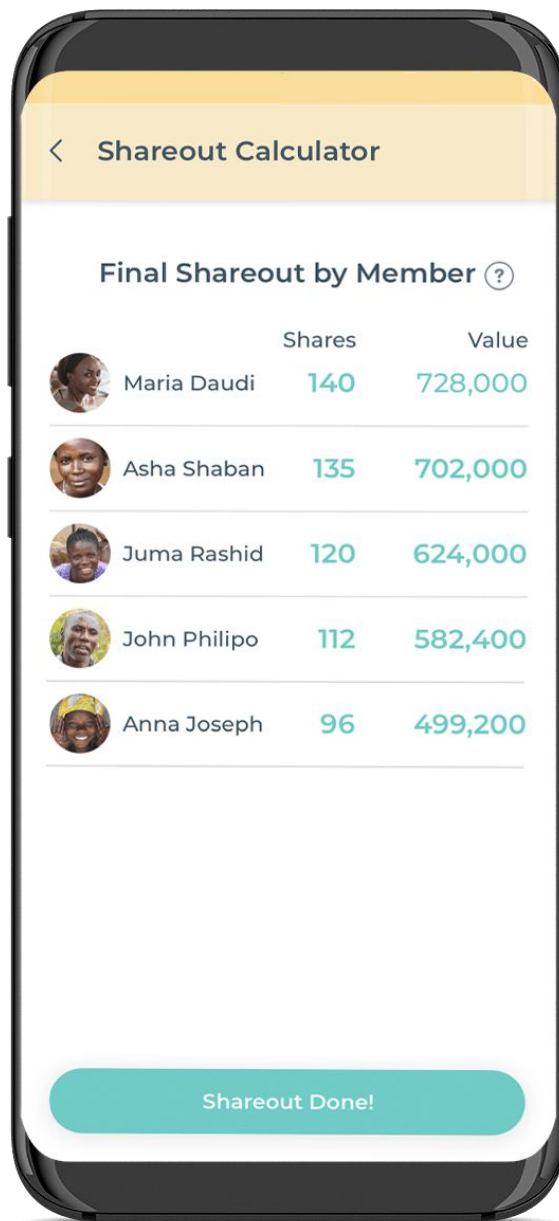 Shareout Calculator
Final Shareout by Member ?
Shares Value
Maria Daudi 140 728,000
Asha Shaban 135 702,000
Juma Rashid 120 624,000
John Philipo 112 582,400
Anna Joseph 96 499,200
Shareout Done!